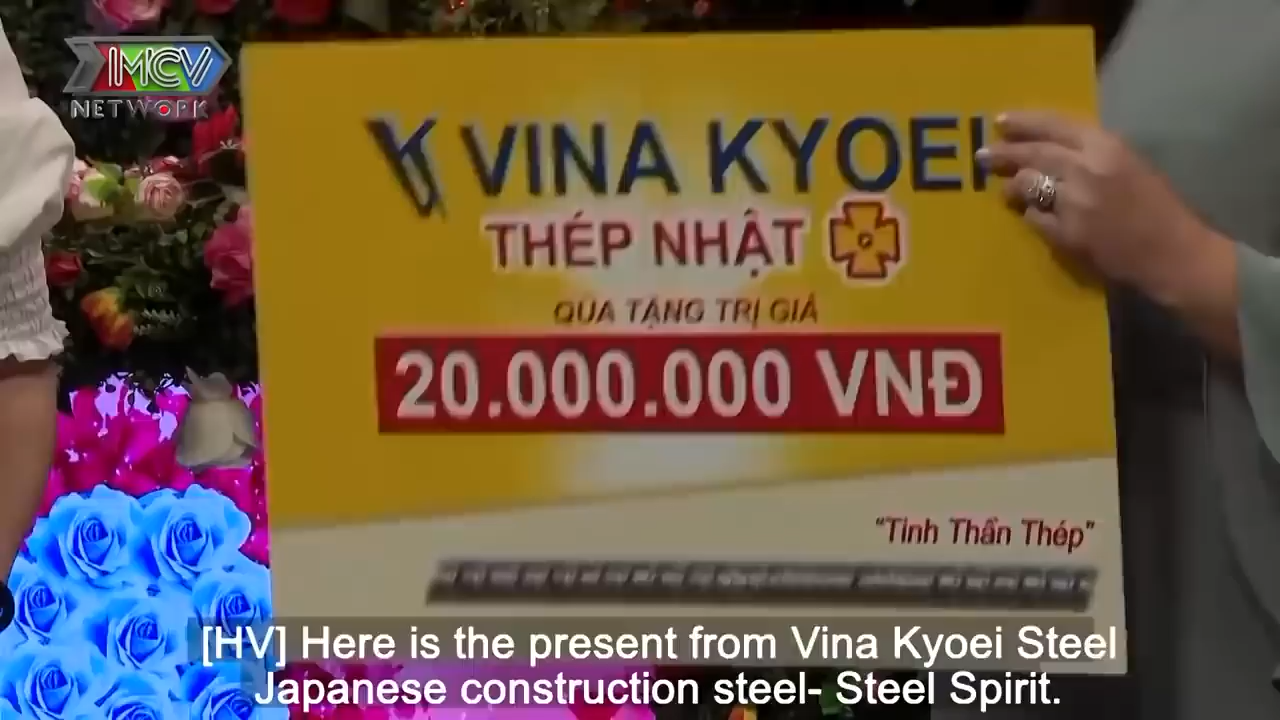 MCV
NETWORK
VINA KYOEI
THÉP NHẬT
QUÀ TẶNG TRỊ GIÁ
20.000.000 VNĐ
"Tinh Thần Thép"
[HV] Here is the present from Vina Kyoei Steel
Japanese construction steel- Steel Spirit.